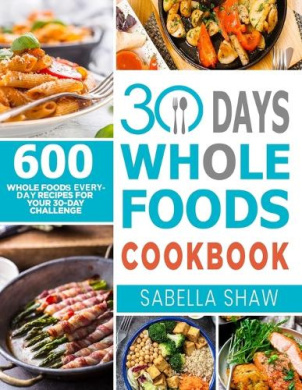 30 DAYS
WHOLE
FOODS
COOKBOOK
600
WHOLE FOODS EVERY-
DAY RECIPES FOR
YOUR 30-DAY
CHALLENGE
SABELLA SHAW